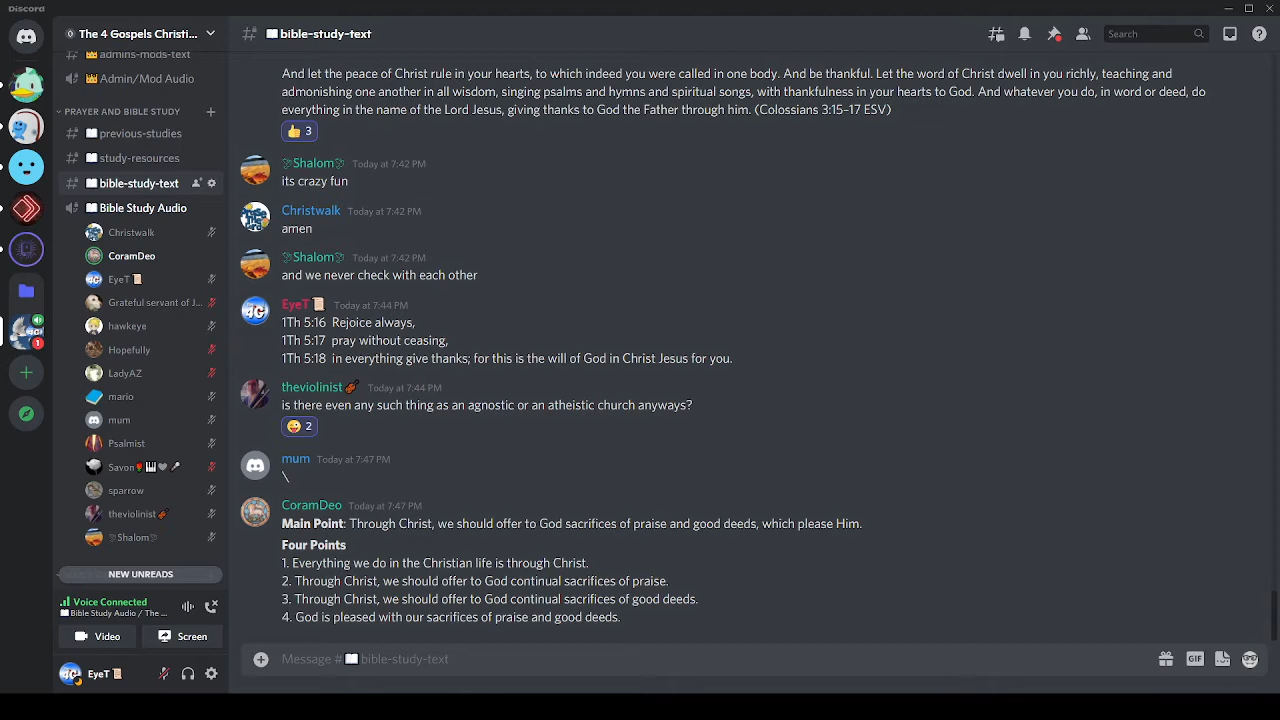 Discord
The 4 Gospels Christi...
admins-mods-text
Admin/Mod Audio
PRAYER AND BIBLE STUDY
previous-studies
study-resources
bible-study-text
Bible Study Audio
Christwalk
CoramDeo
EyeT
Grateful servant of J...
hawkeye
Hopefully
LadyAZ
mario
mum
Psalmist
Savon
sparrow
theviolinist
Shalom
NEW UNREADS
Voice Connected
Bible Study Audio / The ...
Video
Screen
EyeT
1
bible-study-text
Search
And let the peace of Christ rule in your hearts, to which indeed you were called in one body. And be thankful. Let the word of Christ dwell in you richly, teaching and
admonishing one another in all wisdom, singing psalms and hymns and spiritual songs, with thankfulness in your hearts to God. And whatever you do, in word or deed, do
everything in the name of the Lord Jesus, giving thanks to God the Father through him. (Colossians 3:15–17 ESV)
3
Shalom Today at 7:42 PM
its crazy fun
Christwalk Today at 7:42 PM
amen
Shalom Today at 7:42 PM
and we never check with each other
EyeT Today at 7:44 PM
1Th 5:16 Rejoice always,
1Th 5:17 pray without ceasing,
1Th 5:18 in everything give thanks; for this is the will of God in Christ Jesus for you.
theviolinist Today at 7:44 PM
is there even any such thing as an agnostic or an atheistic church anyways?
2
mum Today at 7:47 PM
\
CoramDeo Today at 7:47 PM
Main Point: Through Christ, we should offer to God sacrifices of praise and good deeds, which please Him.
Four Points
1. Everything we do in the Christian life is through Christ.
2. Through Christ, we should offer to God continual sacrifices of praise.
3. Through Christ, we should offer to God continual sacrifices of good deeds.
4. God is pleased with our sacrifices of praise and good deeds.
Message # bible-study-text
GIF